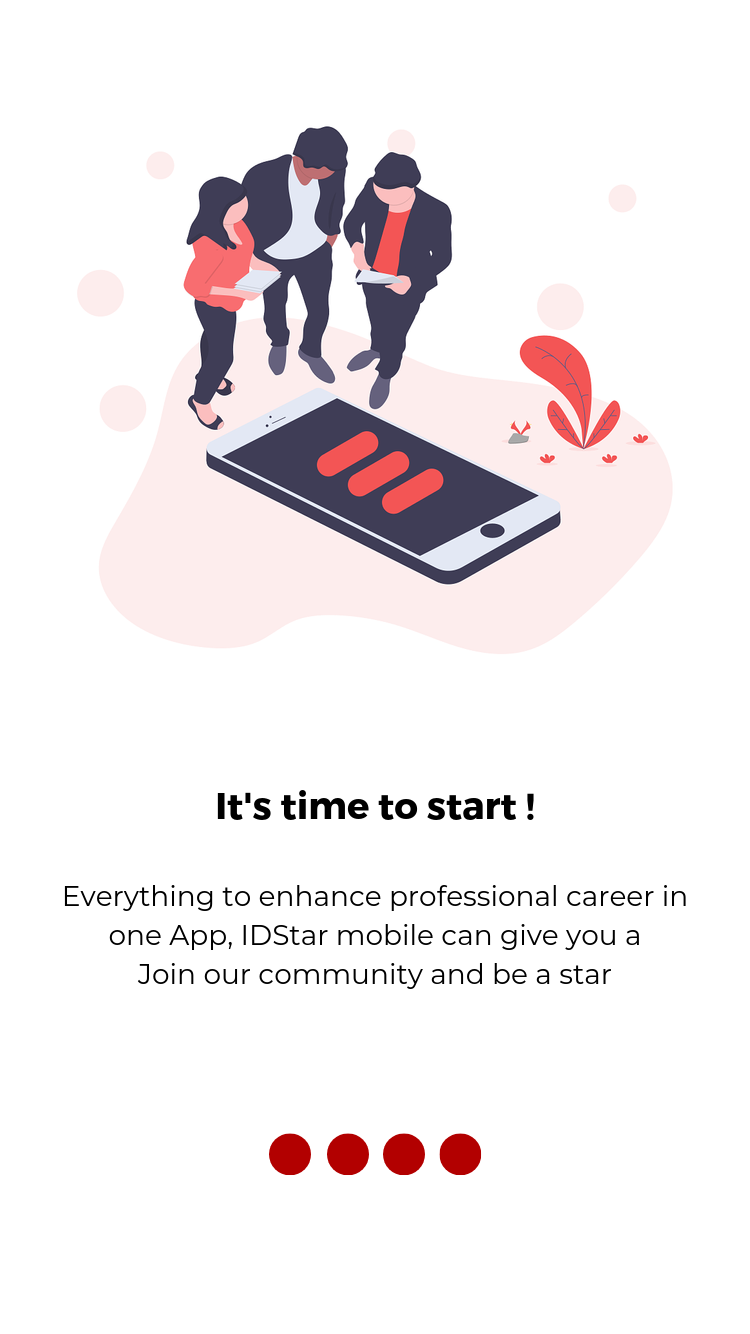 It's time to start !
Everything to enhance professional career in
one App, IDStar mobile can give you a
Join our community and be a star